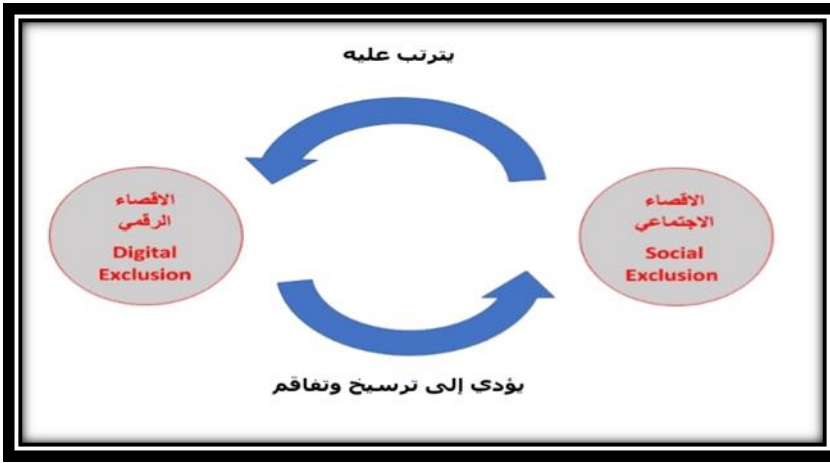 يترتب عليه
الاقصاء
الاجتماعي
Social
Exclusion
الاقصاء
الرقمي
Digital
Exclusion
يؤدي إلى ترسيخ وتفاقم